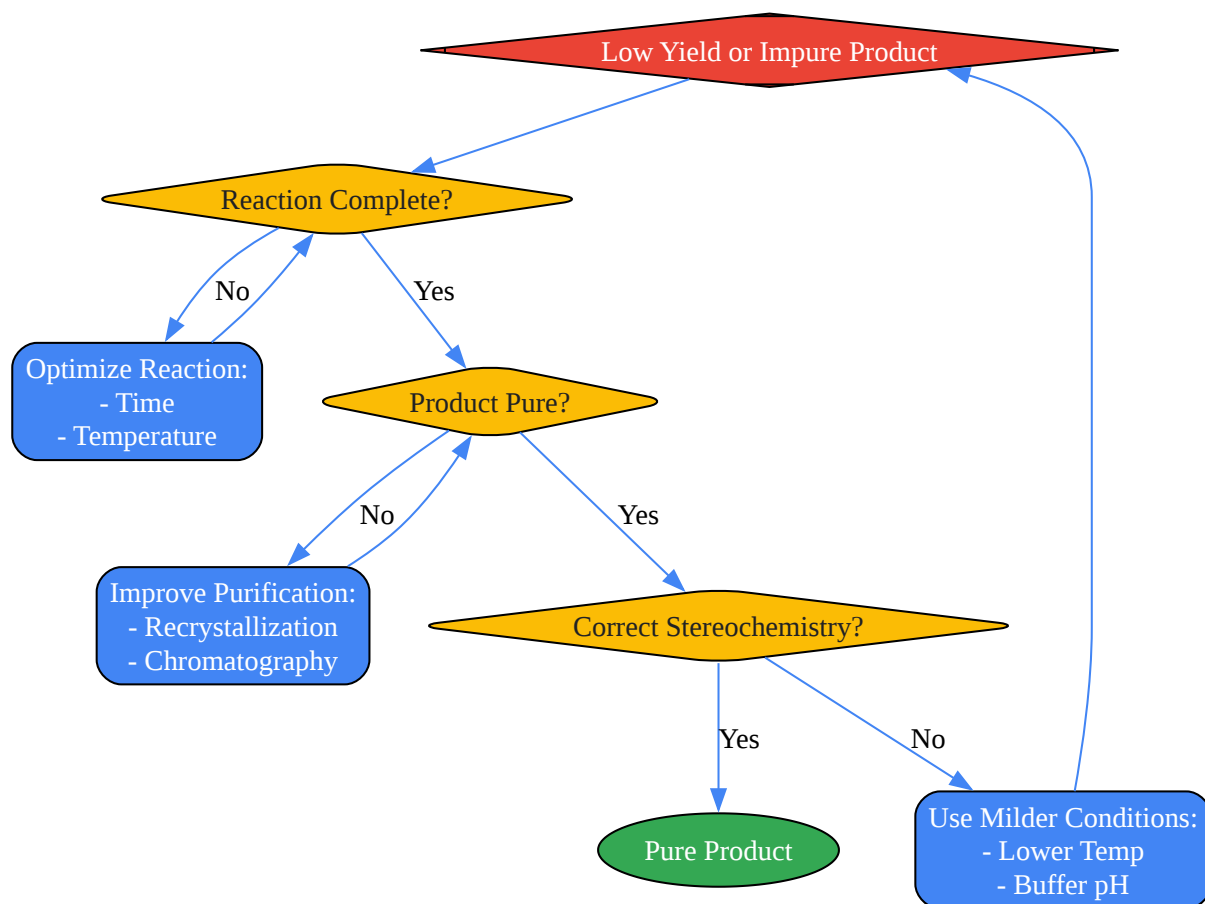 Low Yield or Impure Product
Reaction Complete?
No
Yes
Optimize Reaction:
- Time
- Temperature
Product Pure?
No
Yes
Improve Purification:
- Recrystallization
- Chromatography
Correct Stereochemistry?
Yes
No
Pure Product
Use Milder Conditions:
- Lower Temp
- Buffer pH